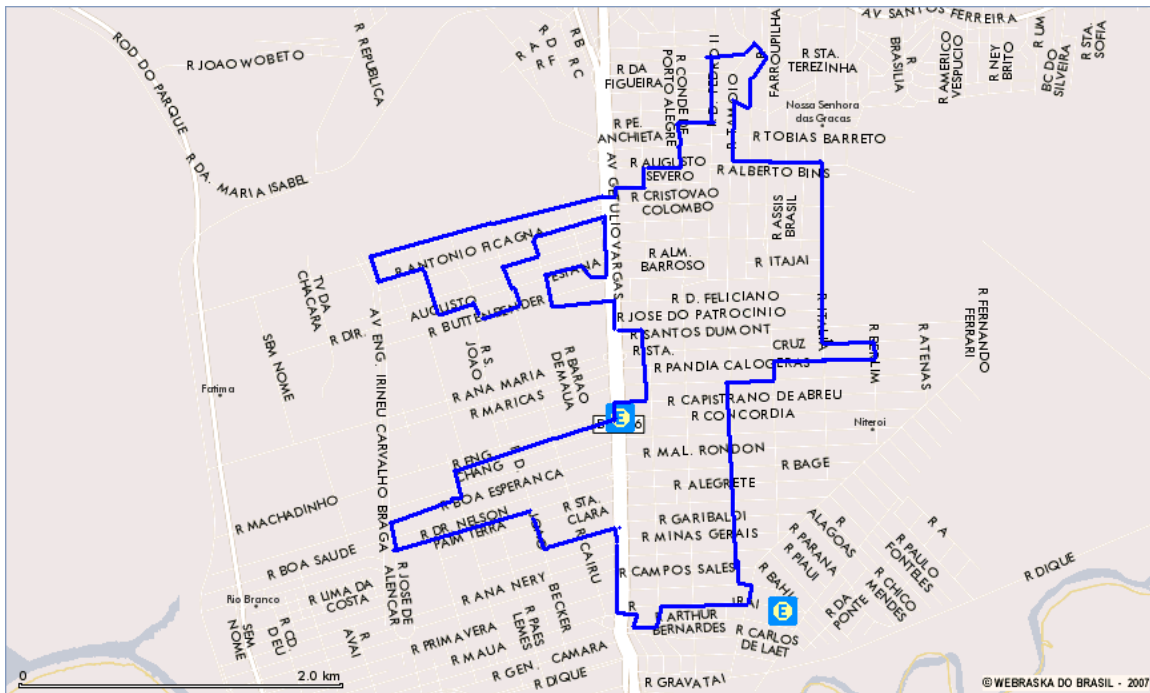 AV SANTOS FERREIRA
ROD DO PARQUE
R JOAO WOBETO
R REPUBLICA
R A
R F
R D
R B
R C
R DA
FIGUEIRA
R CONDE DE
PORTO ALEGRE
FARROUPILHA
R STA.
TEREZINHA
BRASILIA
R AMERICO
VESPUCIO
R NEY
BRITO
R UM
BC DO
SILVEIRA
R STA.
SOFIA
Nossa Senhora
das Gracas
R PE.
ANCHIETA
R TOBIAS BARRETO
R DA. MARIA ISABEL
R AUGUSTO
SEVERO
R ALBERTO BINS
R CRISTOVAO
COLOMBO
R ASSIS
BRASIL
AV GETULIO VARGAS
R ANTONIO FICAGNA
R ALM.
BARROSO
R ITAJAI
TV DA
CHACARA
AUGUSTO
R DIR.
R D. FELICIANO
R JOSE DO PATROCINIO
R SANTOS DUMONT
R STA.
CRUZ
R ITALIA
R BERLIM
R ATENAS
R FERNANDO
FERRARI
R PANDIA CALOGERAS
SEM NOME
AV ENG. IRINEU CARVALHO BRAGA
R S.
JOAO
R BARAO
DE MAUA
R ANA MARIA
R MARICAS
Fatima
R CAPISTRANO DE ABREU
R CONCORDIA
Niteroi
R MAL. RONDON
R BAGE
R ENG.
CHANG
R BOA ESPERANCA
R ALEGRETE
R MACHADINHO
R DR. NELSON
PAIM TERRA
R STA.
CLARA
R GARIBALDI
R MINAS GERAIS
R ALAGOAS
R PARANA
R PIAUI
R PAULO
FONTELES
R A
R BOA SAUDE
R CAIRU
R CAMPOS SALES
R BAHIA
R CHICO
MENDES
R DIQUE
Rio Branco
R LIMA DA
COSTA
R JOSE DE
ALENCAR
R ANA NERY
BECKER
R ARTHUR
BERNARDES
IRAI
R DA
PONTE
SEM
NOME
R CD.
D EU
R
AVAI
R PRIMAVERA
R PAES
LEMES
R MAUA
R CARLOS
DE LAET
R GEN. CAMARA
R DIQUE
R GRAVATAI
0 2.0 km
© WEBRASKA DO BRASIL - 2007